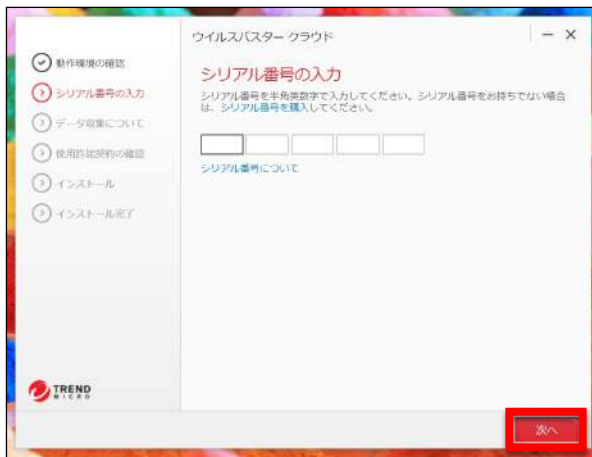 ウイルスバスター クラウド
動作環境の確認
シリアル番号の入力
データ収集について
使用許諾契約の確認
インストール
インストール完了
シリアル番号の入力
シリアル番号を半角英数字で入力してください。シリアル番号をお持ちでない場合
は、シリアル番号を購入してください。
シリアル番号について
TREND
MICRO
次へ